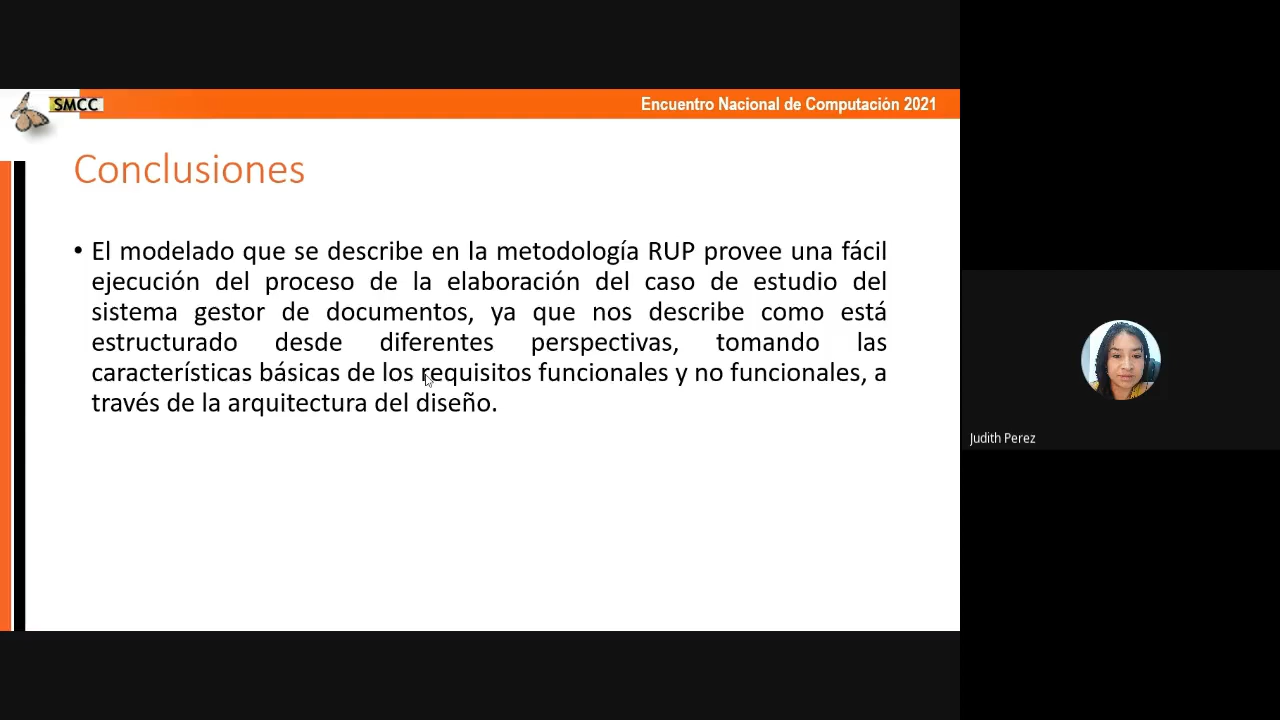 SMCC
Encuentro Nacional de Computación 2021
Conclusiones
• El modelado que se describe en la metodología RUP provee una fácil
ejecución del proceso de la elaboración del caso de estudio del
sistema gestor de documentos, ya que nos describe como está
estructurado desde diferentes perspectivas, tomando las
características básicas de los requisitos funcionales y no funcionales, a
través de la arquitectura del diseño.
Judith Perez